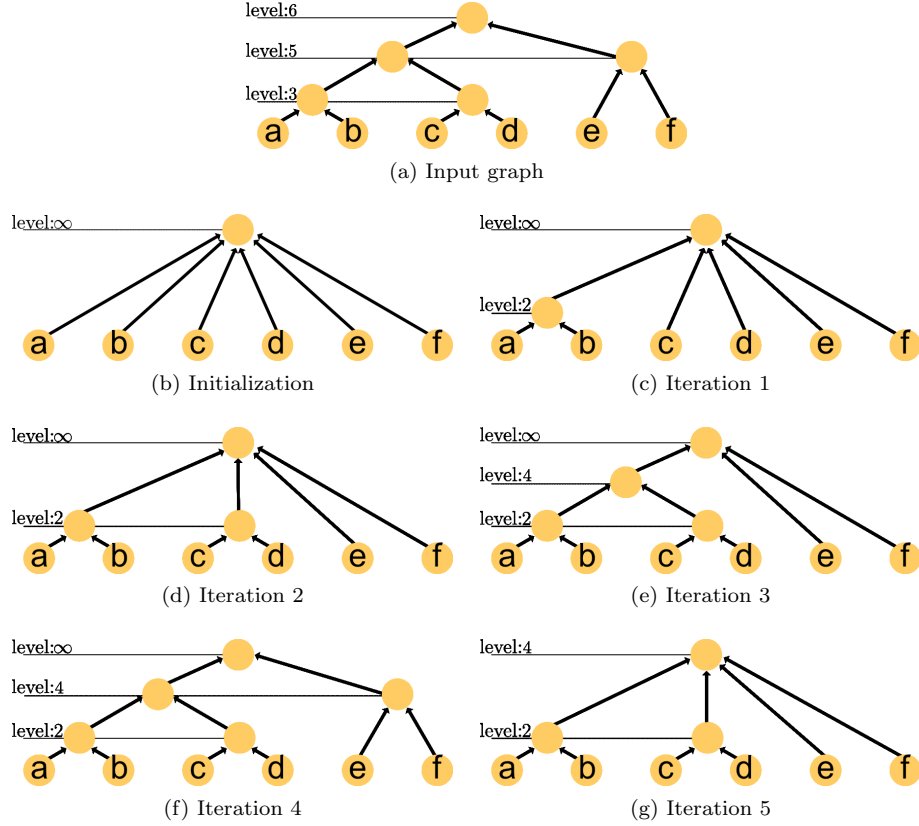 level:6
level:5
level:3
a b c d e f
(a) Input graph
level:∞
a b c d e f
(b) Initialization
level:∞
level:2
a b c d e f
(c) Iteration 1
level:∞
level:2
a b c d e f
(d) Iteration 2
level:∞
level:4
level:2
a b c d e f
(e) Iteration 3
level:∞
level:4
level:2
a b c d e f
(f) Iteration 4
level:4
level:2
a b c d e f
(g) Iteration 5